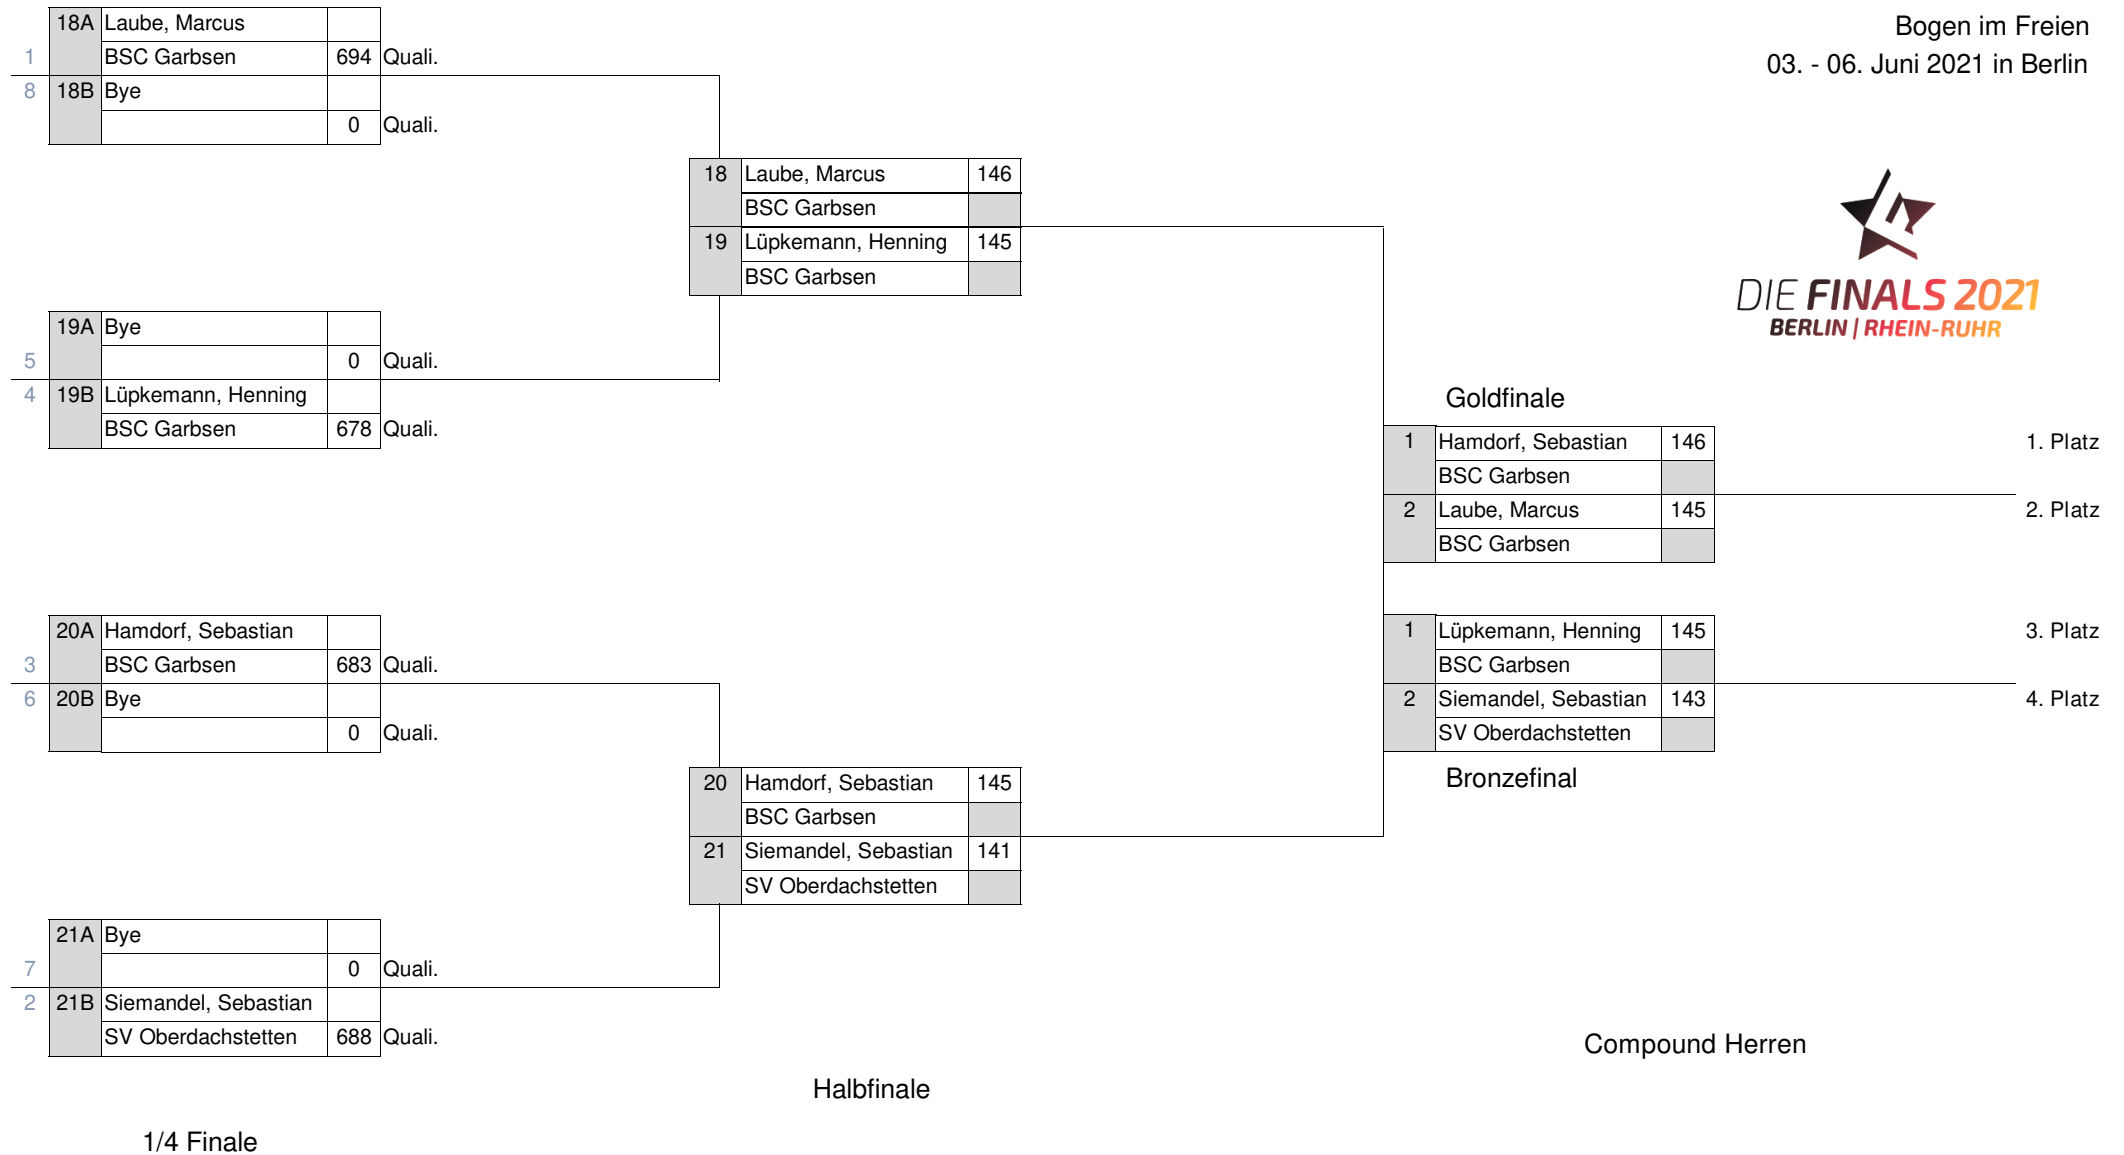 Bogen im Freien
03. - 06. Juni 2021 in Berlin
DIE FINALS 2021
BERLIN | RHEIN-RUHR
18A Laube, Marcus
1 BSC Garbsen 694 Quali.
8 18B Bye
0 Quali.
19A Bye
5 0 Quali.
4 19B Lüpkemann, Henning
BSC Garbsen 678 Quali.
20A Hamdorf, Sebastian
3 BSC Garbsen 683 Quali.
6 20B Bye
0 Quali.
21A Bye
7 0 Quali.
2 21B Siemandel, Sebastian
SV Oberdachstetten 688 Quali.
1/4 Finale
18 Laube, Marcus 146
BSC Garbsen
19 Lüpkemann, Henning 145
BSC Garbsen
20 Hamdorf, Sebastian 145
BSC Garbsen
21 Siemandel, Sebastian 141
SV Oberdachstetten
Halbfinale
Goldfinale
1 Hamdorf, Sebastian 146 1. Platz
BSC Garbsen
2 Laube, Marcus 145 2. Platz
BSC Garbsen
1 Lüpkemann, Henning 145 3. Platz
BSC Garbsen
2 Siemandel, Sebastian 143 4. Platz
SV Oberdachstetten
Bronzefinal
Compound Herren